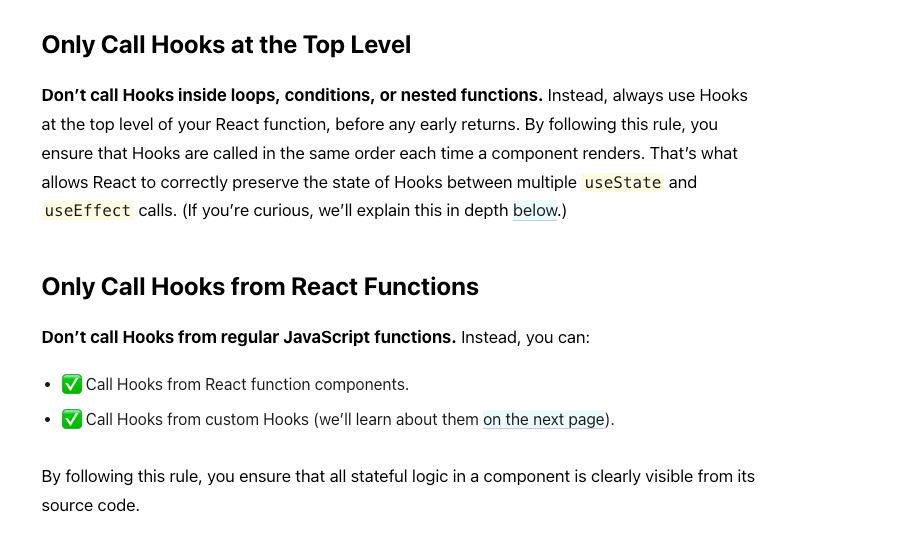 Only Call Hooks at the Top Level
Don’t call Hooks inside loops, conditions, or nested functions. Instead, always use Hooks
at the top level of your React function, before any early returns. By following this rule, you
ensure that Hooks are called in the same order each time a component renders. That’s what
allows React to correctly preserve the state of Hooks between multiple useState and
useEffect calls. (If you’re curious, we’ll explain this in depth below.)
Only Call Hooks from React Functions
Don’t call Hooks from regular JavaScript functions. Instead, you can:
• ✅ Call Hooks from React function components.
• ✅ Call Hooks from custom Hooks (we’ll learn about them on the next page).
By following this rule, you ensure that all stateful logic in a component is clearly visible from its
source code.